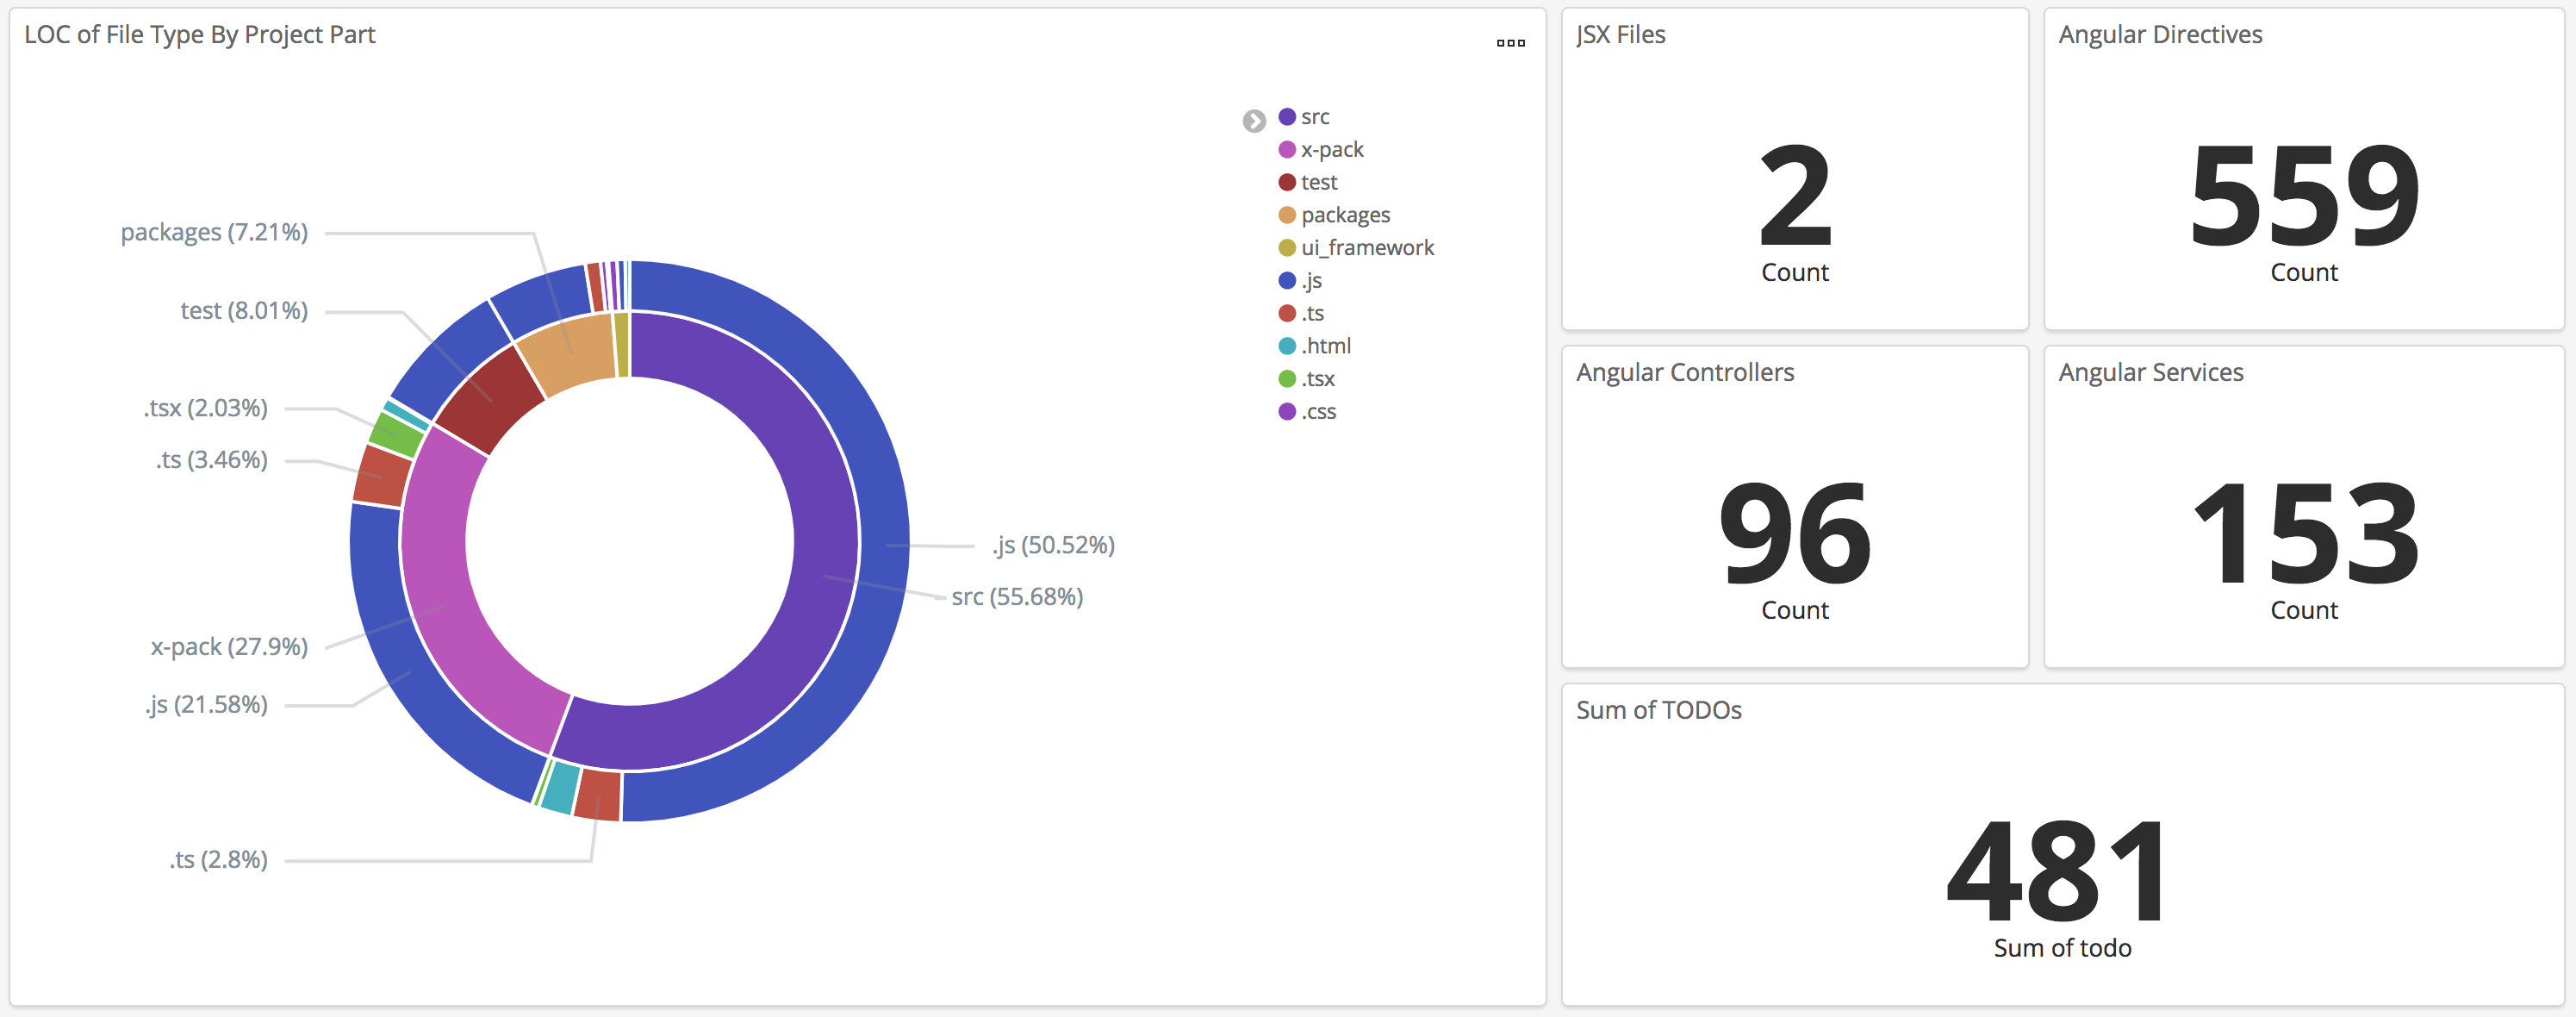 LOC of File Type By Project Part
src
x-pack
test
packages
ui_framework
.js
.ts
.html
.tsx
.css
packages (7.21%)
test (8.01%)
.tsx (2.03%)
.ts (3.46%)
.js (50.52%)
src (55.68%)
x-pack (27.9%)
.js (21.58%)
.ts (2.8%)
JSX Files
2
Count
Angular Directives
559
Count
Angular Controllers
96
Count
Angular Services
153
Count
Sum of TODOs
481
Sum of todo